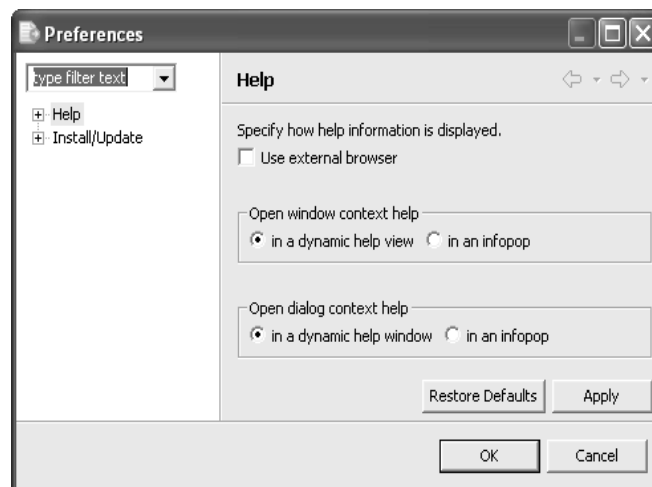 Preferences
type filter text
Help
Install/Update
Help
Specify how help information is displayed.
Use external browser
Open window context help
in a dynamic help view in an infopop
Open dialog context help
in a dynamic help window in an infopop
Restore Defaults Apply
OK Cancel